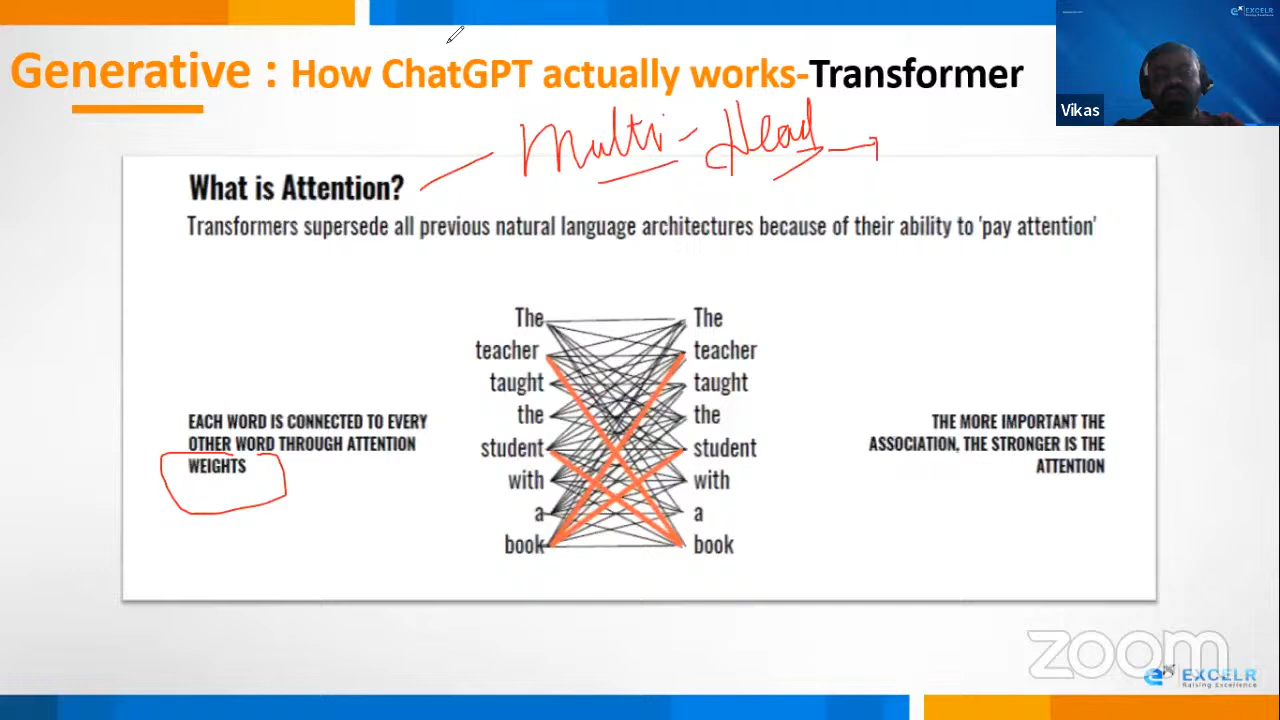 EXCELR
Raising Excellence
Generative : How ChatGPT actually works-Transformer
Vikas
Multi-Head
What is Attention?
Transformers supersede all previous natural language architectures because of their ability to 'pay attention'
The The
teacher teacher
taught taught
the the
student student
with with
a a
book book
EACH WORD IS CONNECTED TO EVERY
OTHER WORD THROUGH ATTENTION
WEIGHTS
THE MORE IMPORTANT THE
ASSOCIATION, THE STRONGER IS THE
ATTENTION
zoom
EXCELR
Raising Excellence